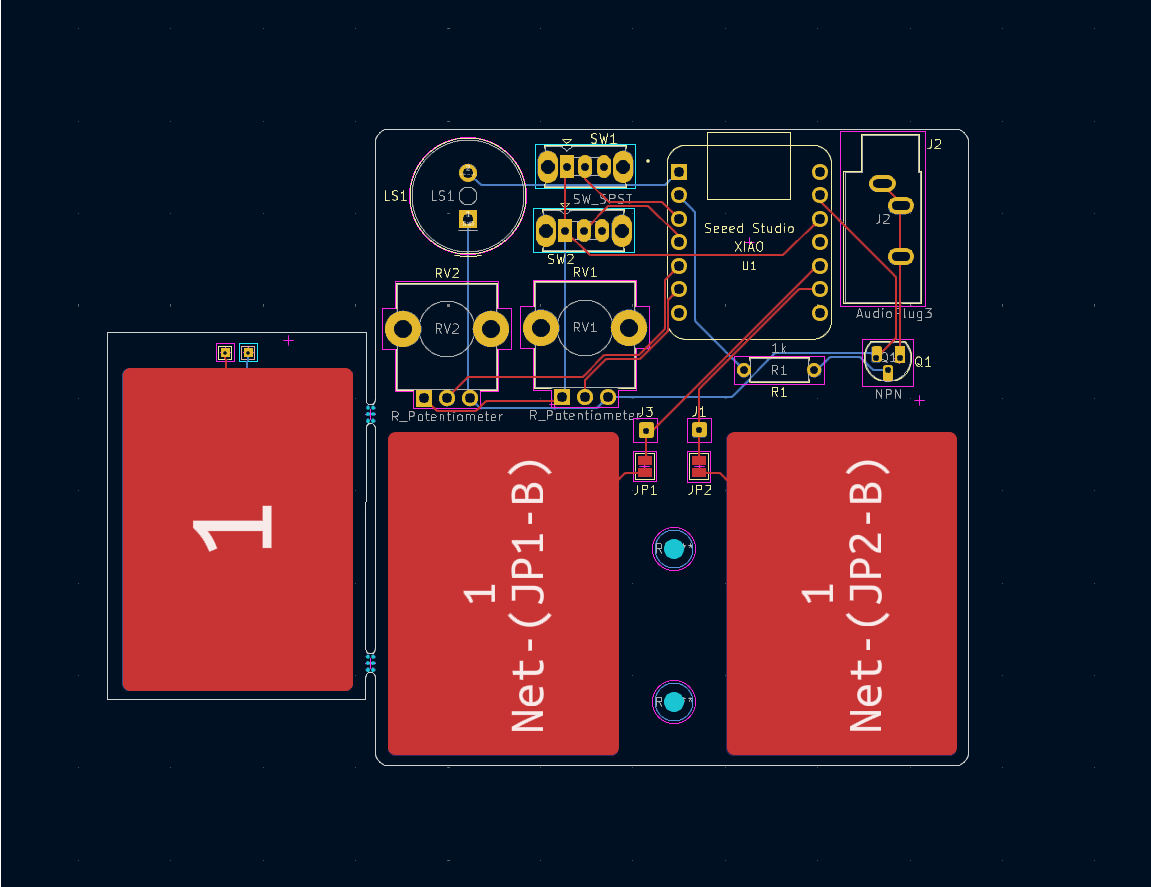 SW1
J2
LS1
LS1
SW_SPST
J2
Seeed Studio
XIAO
U1
SW2
RV2
RV1
AudioPlug3
RV2
RV1
1k
Q1
Q1
R1
R1
NPN
R_Potentiometer
R_Potentiometer
J3
J1
JP1
JP2
1
1
Net-(JP1-B)
1
Net-(JP2-B)